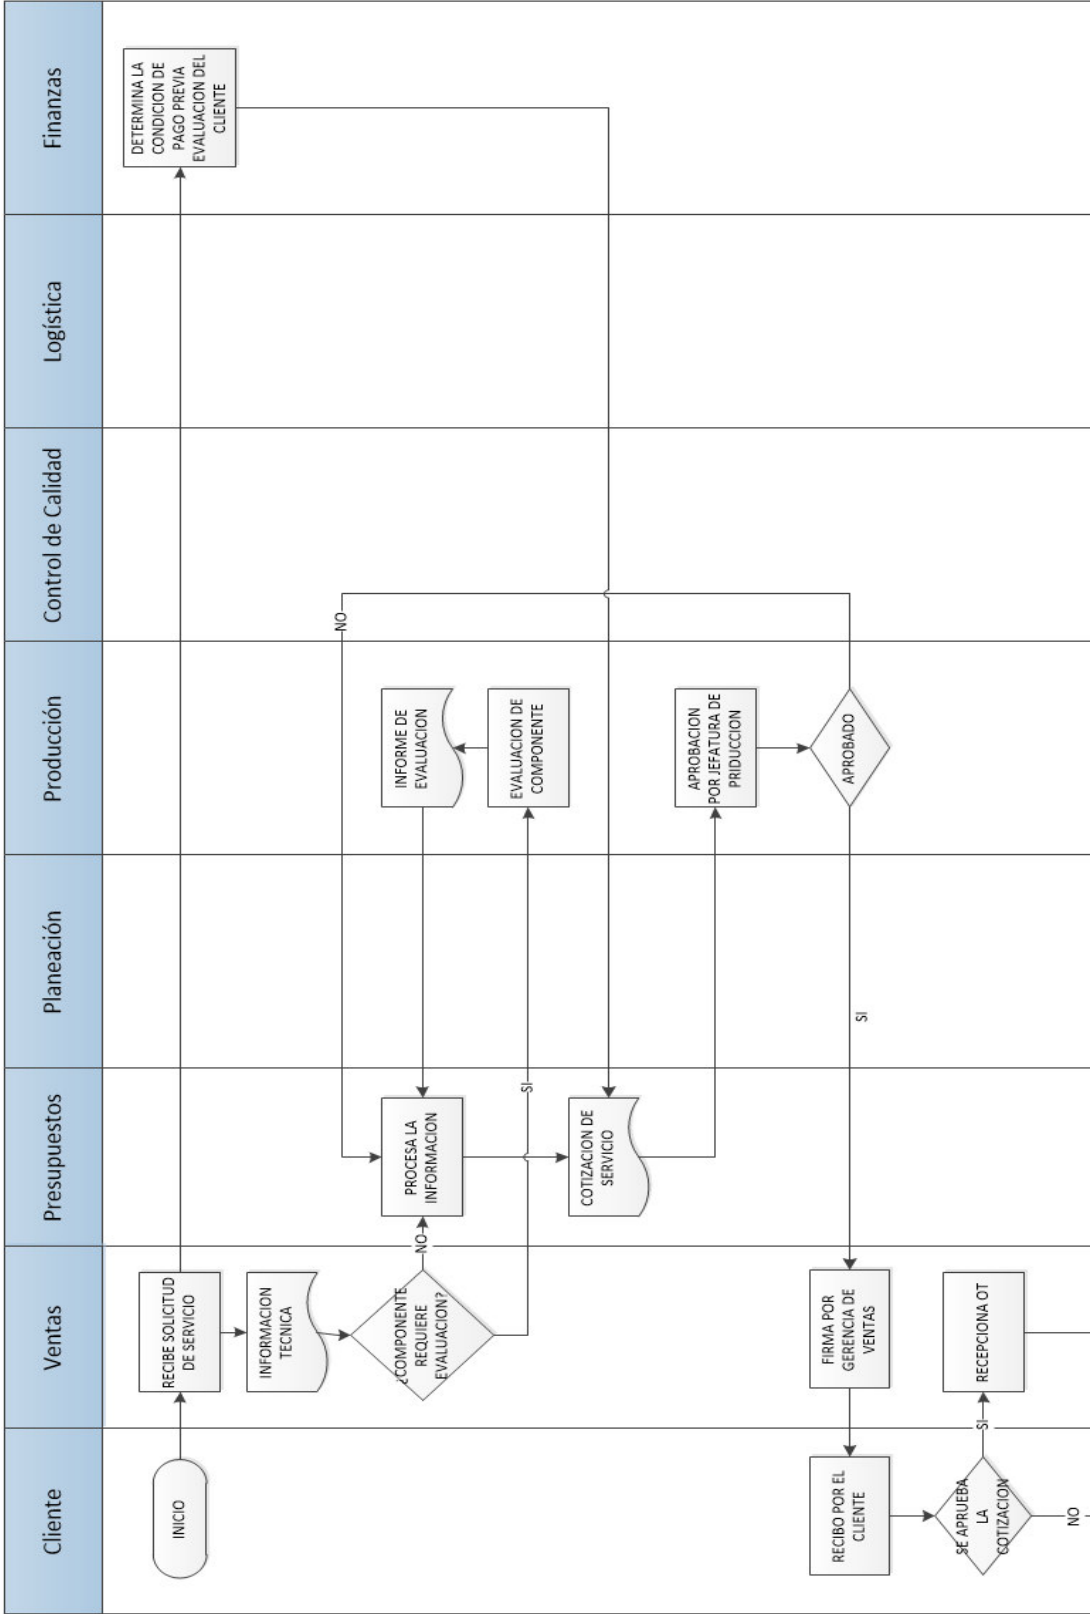 Cliente
Ventas
Presupuestos
Planeación
Producción
Control de Calidad
Logística
Finanzas
INICIO
RECIBE SOLICITUD
DE SERVICIO
DETERMINA LA
CONDICION DE
PAGO PREVIA
EVALUACION DEL
CLIENTE
INFORMACION
TECNICA
¿COMPONENTE
REQUIERE
EVALUACION?
NO
SI
PROCESA LA
INFORMACION
INFORME DE
EVALUACION
EVALUACION DE
COMPONENTE
NO
COTIZACION DE
SERVICIO
APROBACION
POR JEFATURA DE
PRIDUCCION
APROBADO
SI
FIRMA POR
GERENCIA DE
VENTAS
RECIBO POR EL
CLIENTE
SE APRUEBA
LA
COTIZACION
SI
RECEPCIONA OT
NO